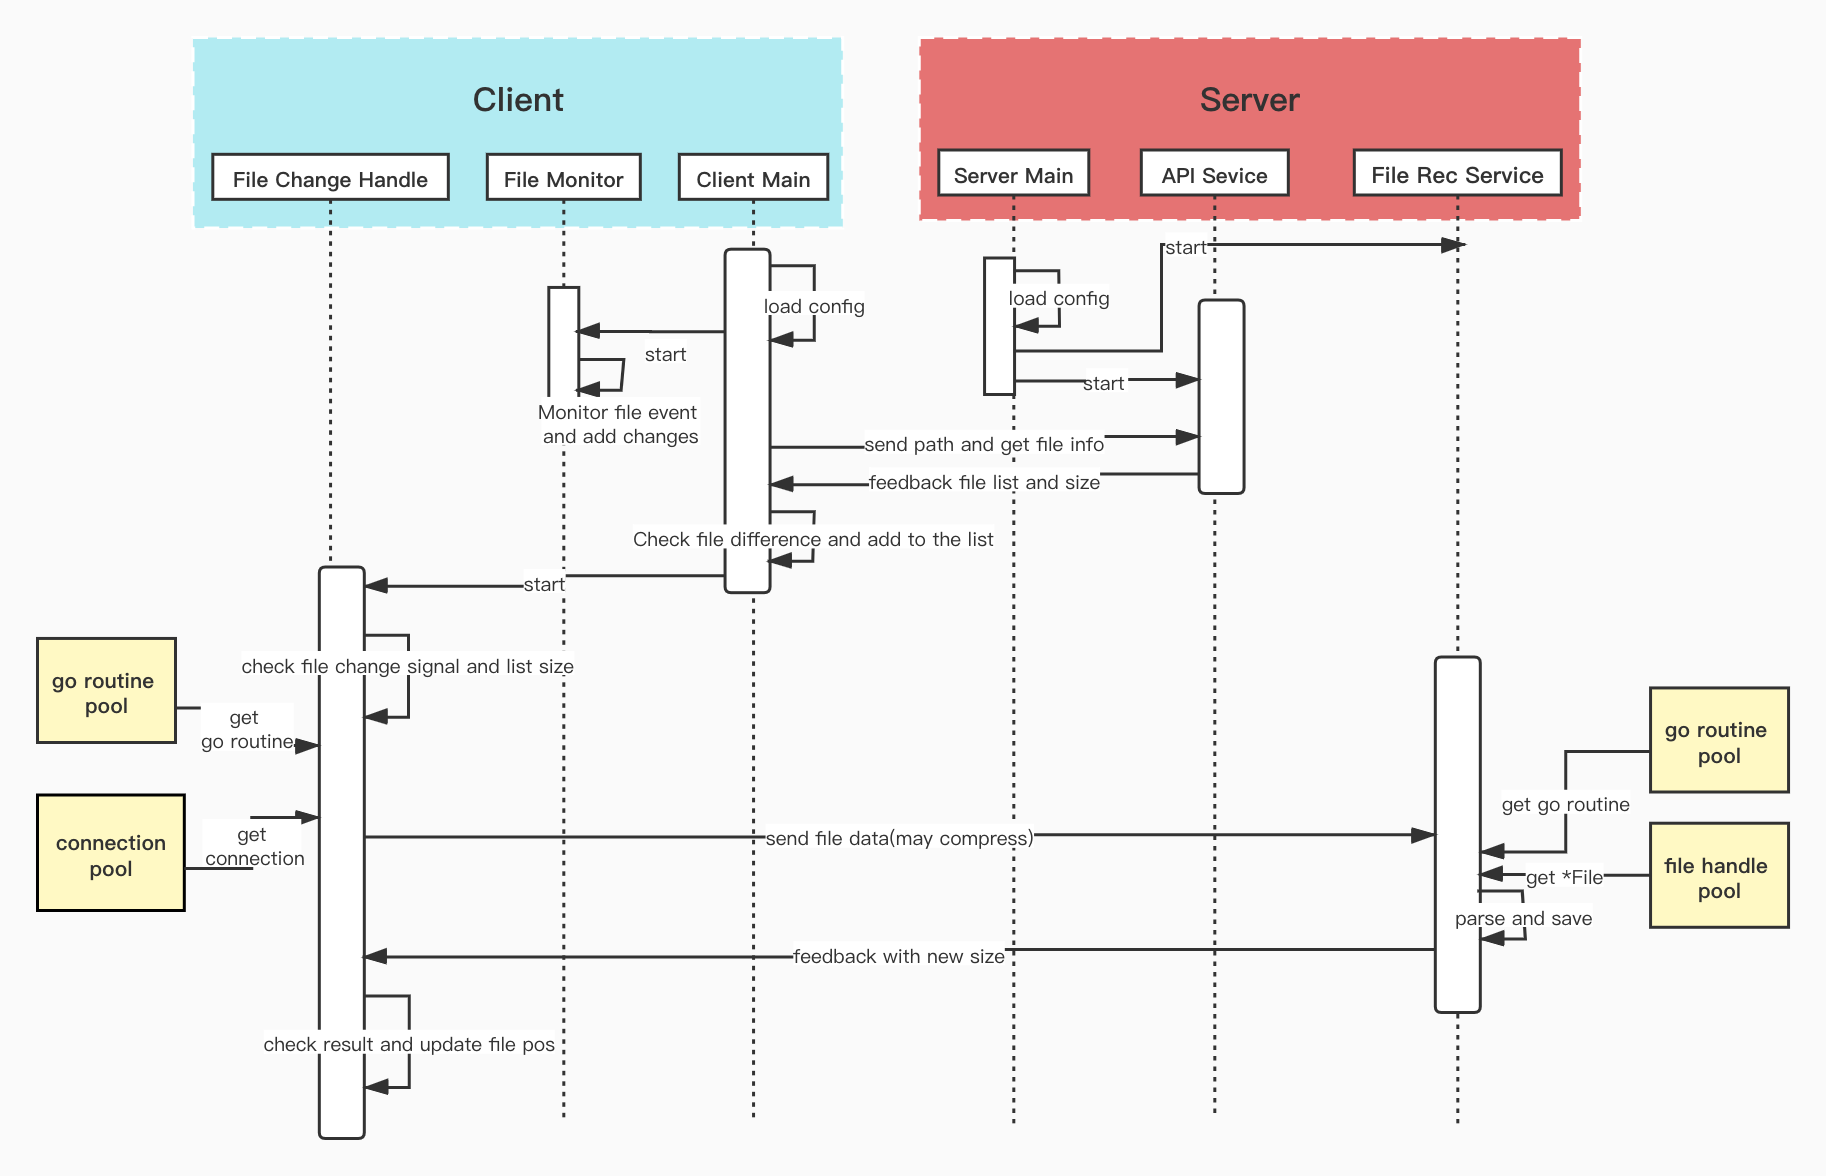 Client
Server
File Change Handle
File Monitor
Client Main
Server Main
API Sevice
File Rec Service
start
load config
load config
start
start
Monitor file event
and add changes
send path and get file info
feedback file list and size
Check file difference and add to the list
start
check file change signal and list size
go routine
pool
get
go routine
go routine
pool
get go routine
connection
pool
get
connection
send file data(may compress)
file handle
pool
get *File
parse and save
feedback with new size
check result and update file pos